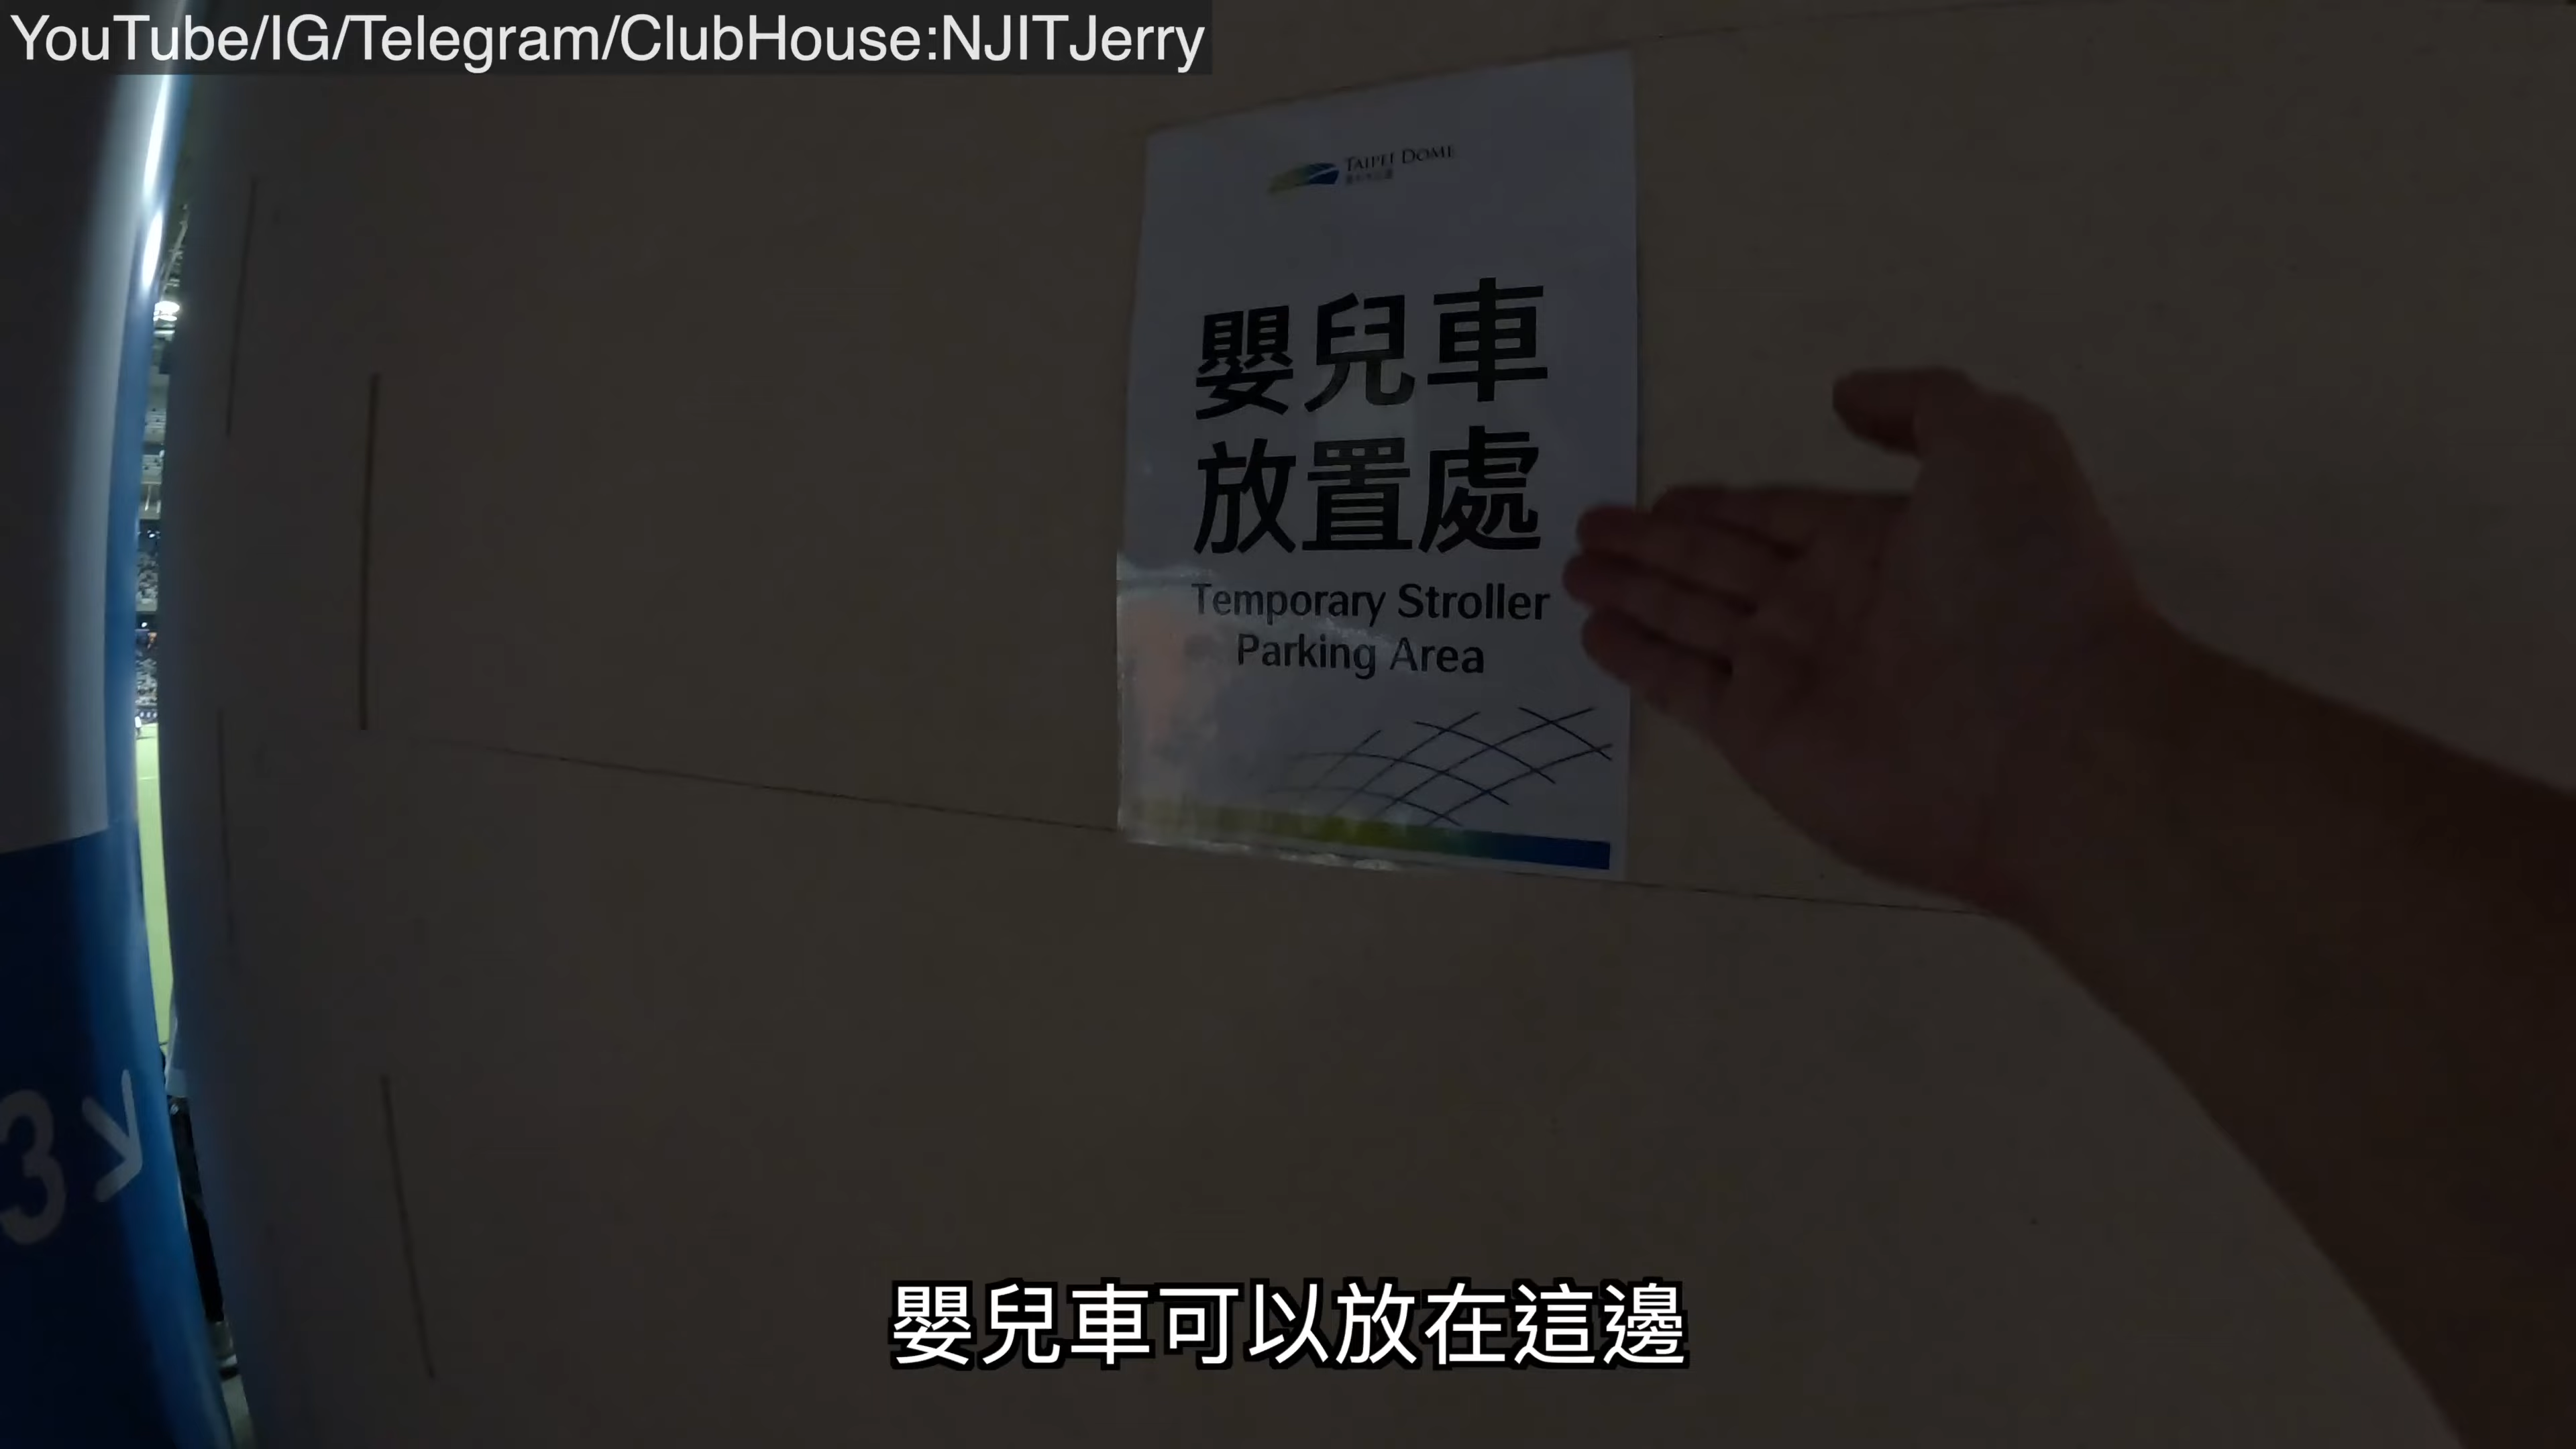 YouTube/IG/Telegram/ClubHouse:NJITJerry
TAIPEI DOME
嬰兒車
放置處
Temporary Stroller
Parking Area
3
嬰兒車可以放在這邊